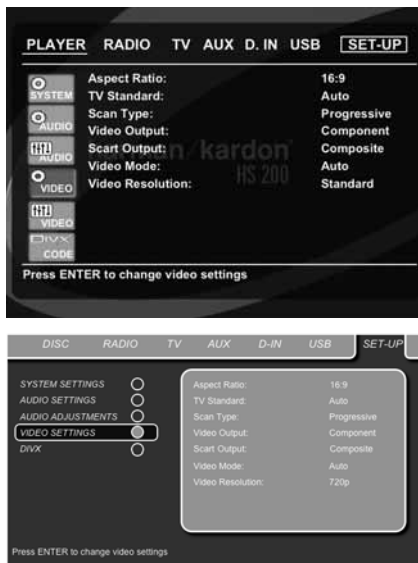 PLAYER RADIO TV AUX D. IN USB SET-UP
SYSTEM
AUDIO
AUDIO
VIDEO
VIDEO
DIVX CODE
Aspect Ratio: 16:9
TV Standard: Auto
Scan Type: Progressive
Video Output: Component
Scart Output: Composite
Video Mode: Auto
Video Resolution: Standard
harman/kardon
HS 200
Press ENTER to change video settings
DISC RADIO TV AUX D-IN USB SET-UP
SYSTEM SETTINGS
AUDIO SETTINGS
AUDIO ADJUSTMENTS
VIDEO SETTINGS
DIVX
Aspect Ratio: 16:9
TV Standard: Auto
Scan Type: Progressive
Video Output: Component
Scart Output: Composite
Video Mode: Auto
Video Resolution: 720p
Press ENTER to change video settings